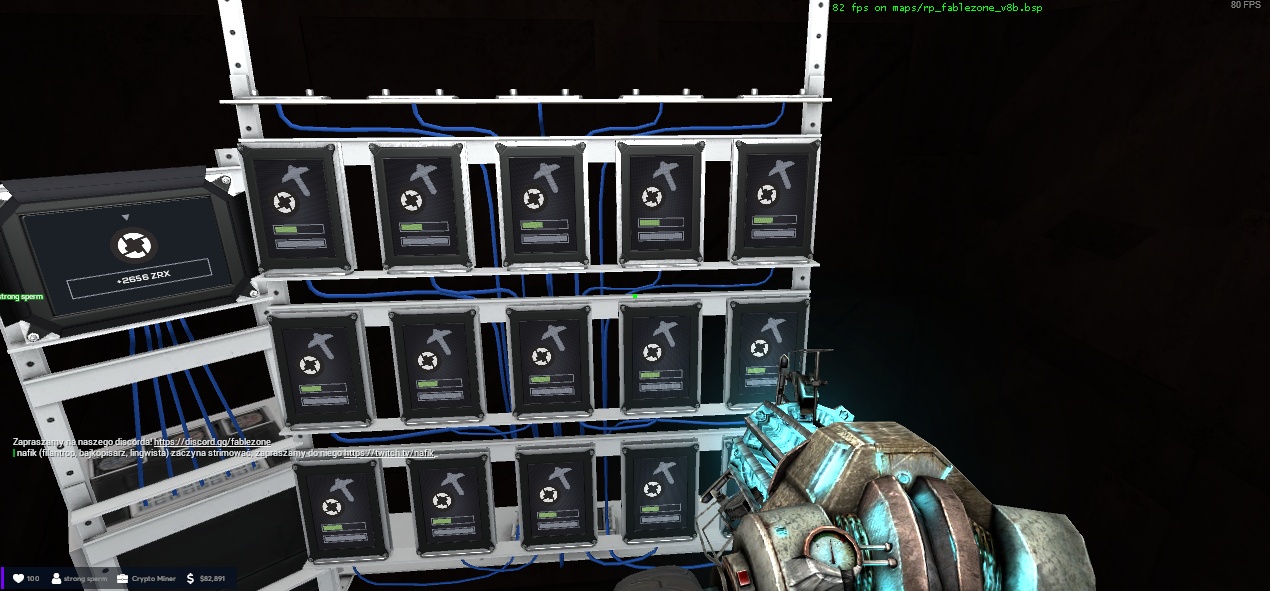 82 fps on maps/rp_fablezone_v8b.bsp
80 FPS
+2656 ZRX
strong sperm
Zapraszamy na naszego discorda! https://discord.gg/fablezone
nafik (filantrop, bajkopisarz, lingwista) zaczyna strimować, zapraszamy do niego https://twitch.tv/nafik_
100
strong sperm
Crypto Miner
$ $82,891